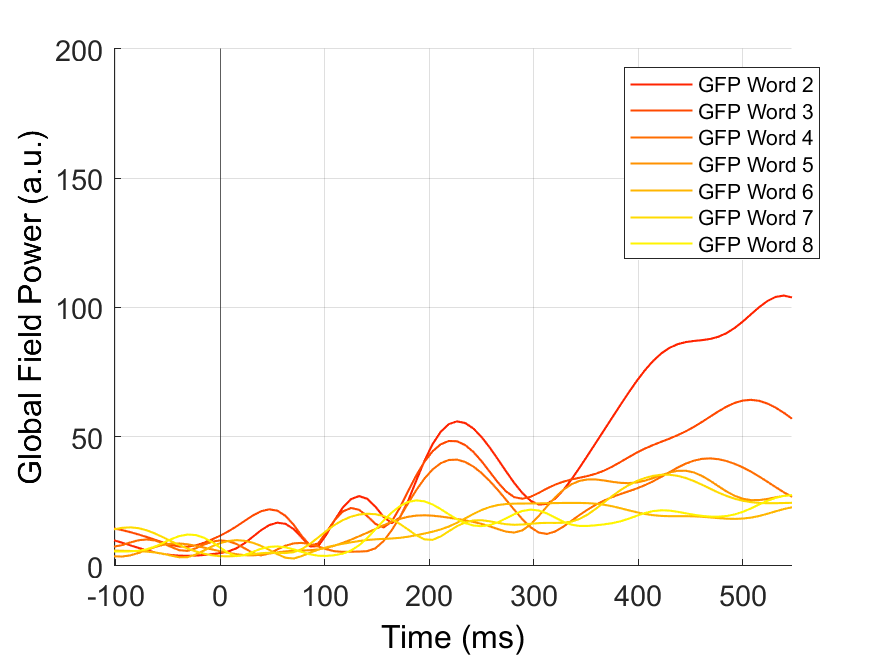 200
150
100
50
0
Global Field Power (a.u.)
GFP Word 2
GFP Word 3
GFP Word 4
GFP Word 5
GFP Word 6
GFP Word 7
GFP Word 8
-100 0 100 200 300 400 500
Time (ms)